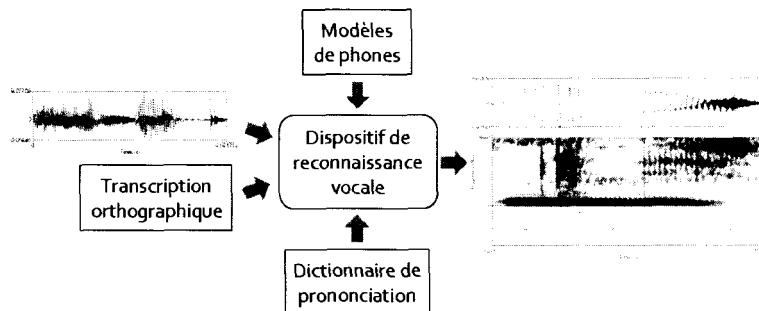 Modèles
de phones
Dispositif de
reconnaissance
vocale
Transcription
orthographique
Dictionnaire de
prononciation